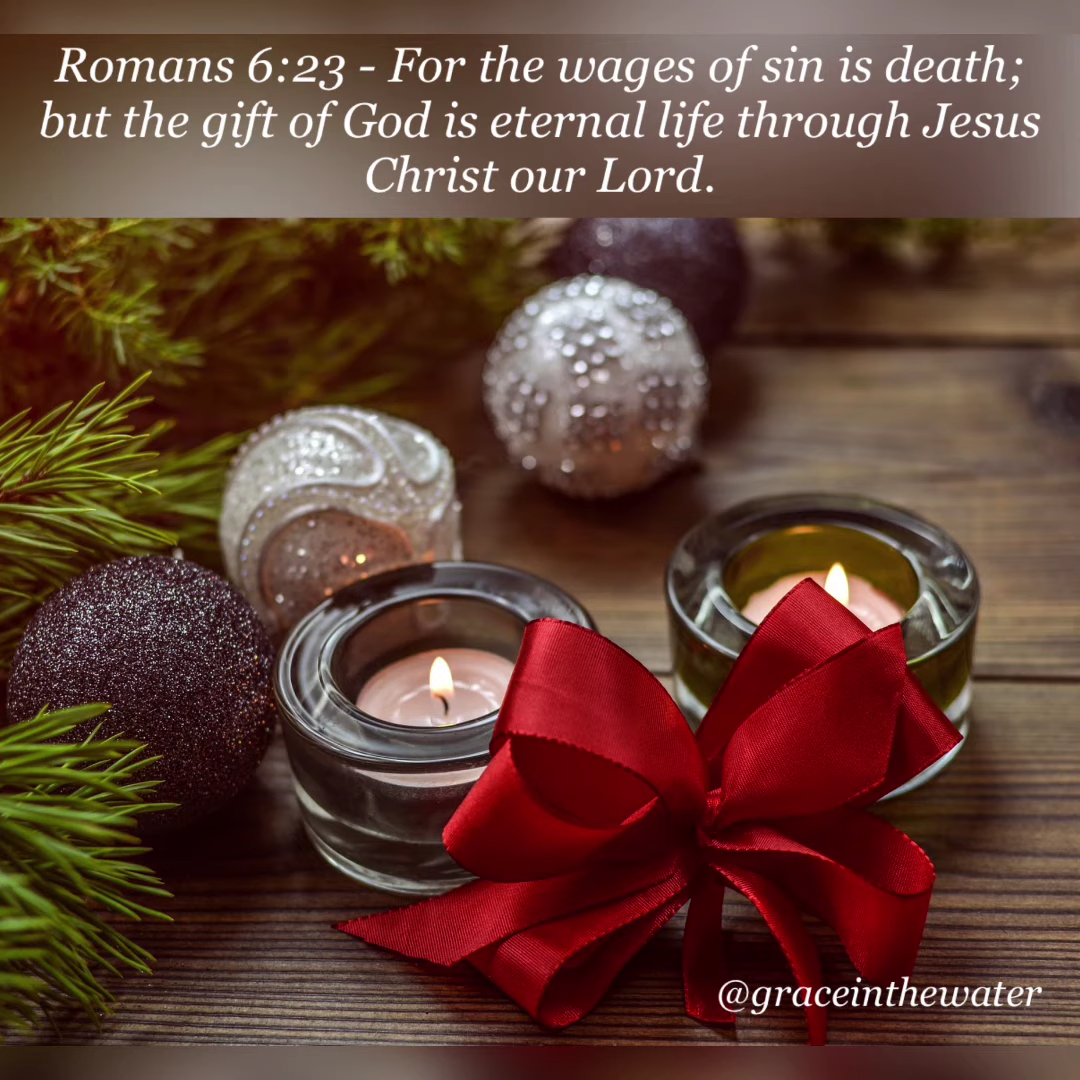 Romans 6:23 - For the wages of sin is death;
but the gift of God is eternal life through Jesus
Christ our Lord.
@graceinthewater